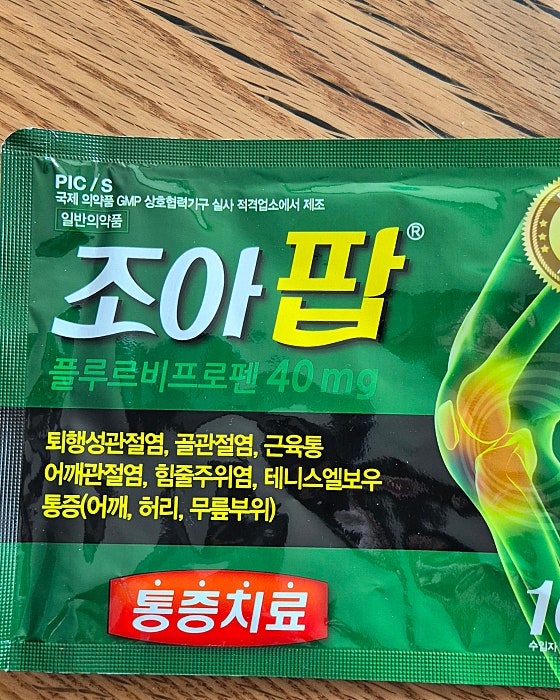 PIC / S
국제 의약품 GMP 상호협력기구 실사 적격업소에서 제조
일반의약품
조아팝®
플루르비프로펜 40 mg
퇴행성관절염, 골관절염, 근육통
어깨관절염, 힘줄주위염, 테니스엘보우
통증(어깨, 허리, 무릎부위)
통증치료